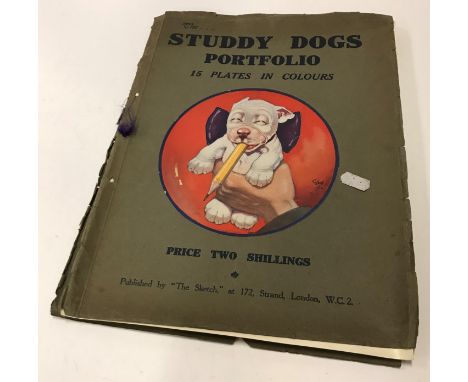 The
STUDDY DOGS
PORTFOLIO
15 PLATES IN COLOURS
PRICE TWO SHILLINGS
Published by "The Sketch," at 172, Strand, London, W.C.2.